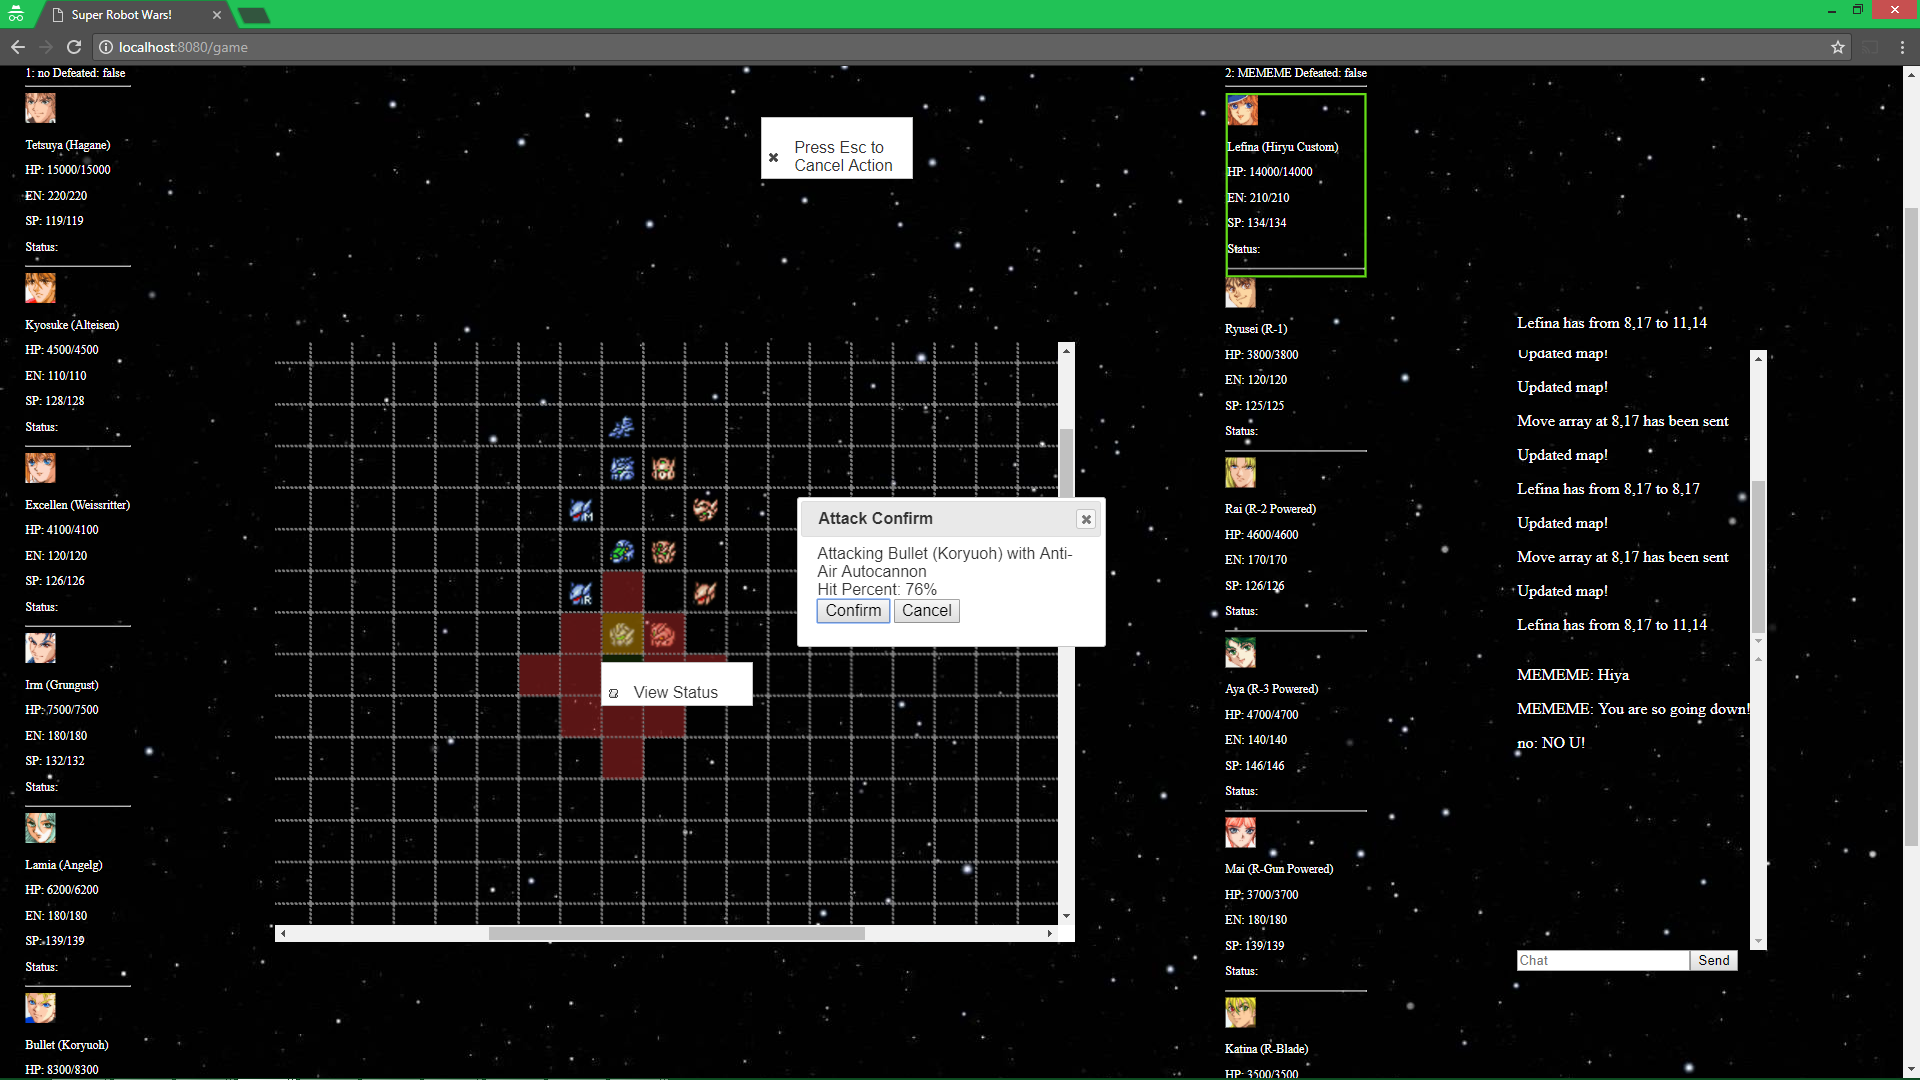 Super Robot Wars!
localhost:8080/game
1: no Defeated: false
Tetsuya (Hagane)
HP: 15000/15000
EN: 220/220
SP: 119/119
Status:
Kyosuke (Alteisen)
HP: 4500/4500
EN: 110/110
SP: 128/128
Status:
Excellen (Weissritter)
HP: 4100/4100
EN: 120/120
SP: 126/126
Status:
Irm (Grungust)
HP: 7500/7500
EN: 180/180
SP: 132/132
Status:
Lamia (Angelg)
HP: 6200/6200
EN: 180/180
SP: 139/139
Status:
Bullet (Koryuoh)
HP: 8300/8300
Press Esc to
Cancel Action
M
R
View Status
Attack Confirm
Attacking Bullet (Koryuoh) with Anti-
Air Autocannon
Hit Percent: 76%
Confirm Cancel
2: MEMEME Defeated: false
Lefina (Hiryu Custom)
HP: 14000/14000
EN: 210/210
SP: 134/134
Status:
Ryusei (R-1)
HP: 3800/3800
EN: 120/120
SP: 125/125
Status:
Rai (R-2 Powered)
HP: 4600/4600
EN: 170/170
SP: 126/126
Status:
Aya (R-3 Powered)
HP: 4700/4700
EN: 140/140
SP: 146/146
Status:
Mai (R-Gun Powered)
HP: 3700/3700
EN: 180/180
SP: 139/139
Status:
Katina (R-Blade)
HP: 3500/3500
Lefina has from 8,17 to 11,14
Updated map!
Updated map!
Move array at 8,17 has been sent
Updated map!
Lefina has from 8,17 to 8,17
Updated map!
Move array at 8,17 has been sent
Updated map!
Lefina has from 8,17 to 11,14
MEMEME: Hiya
MEMEME: You are so going down!
no: NO U!
Chat Send